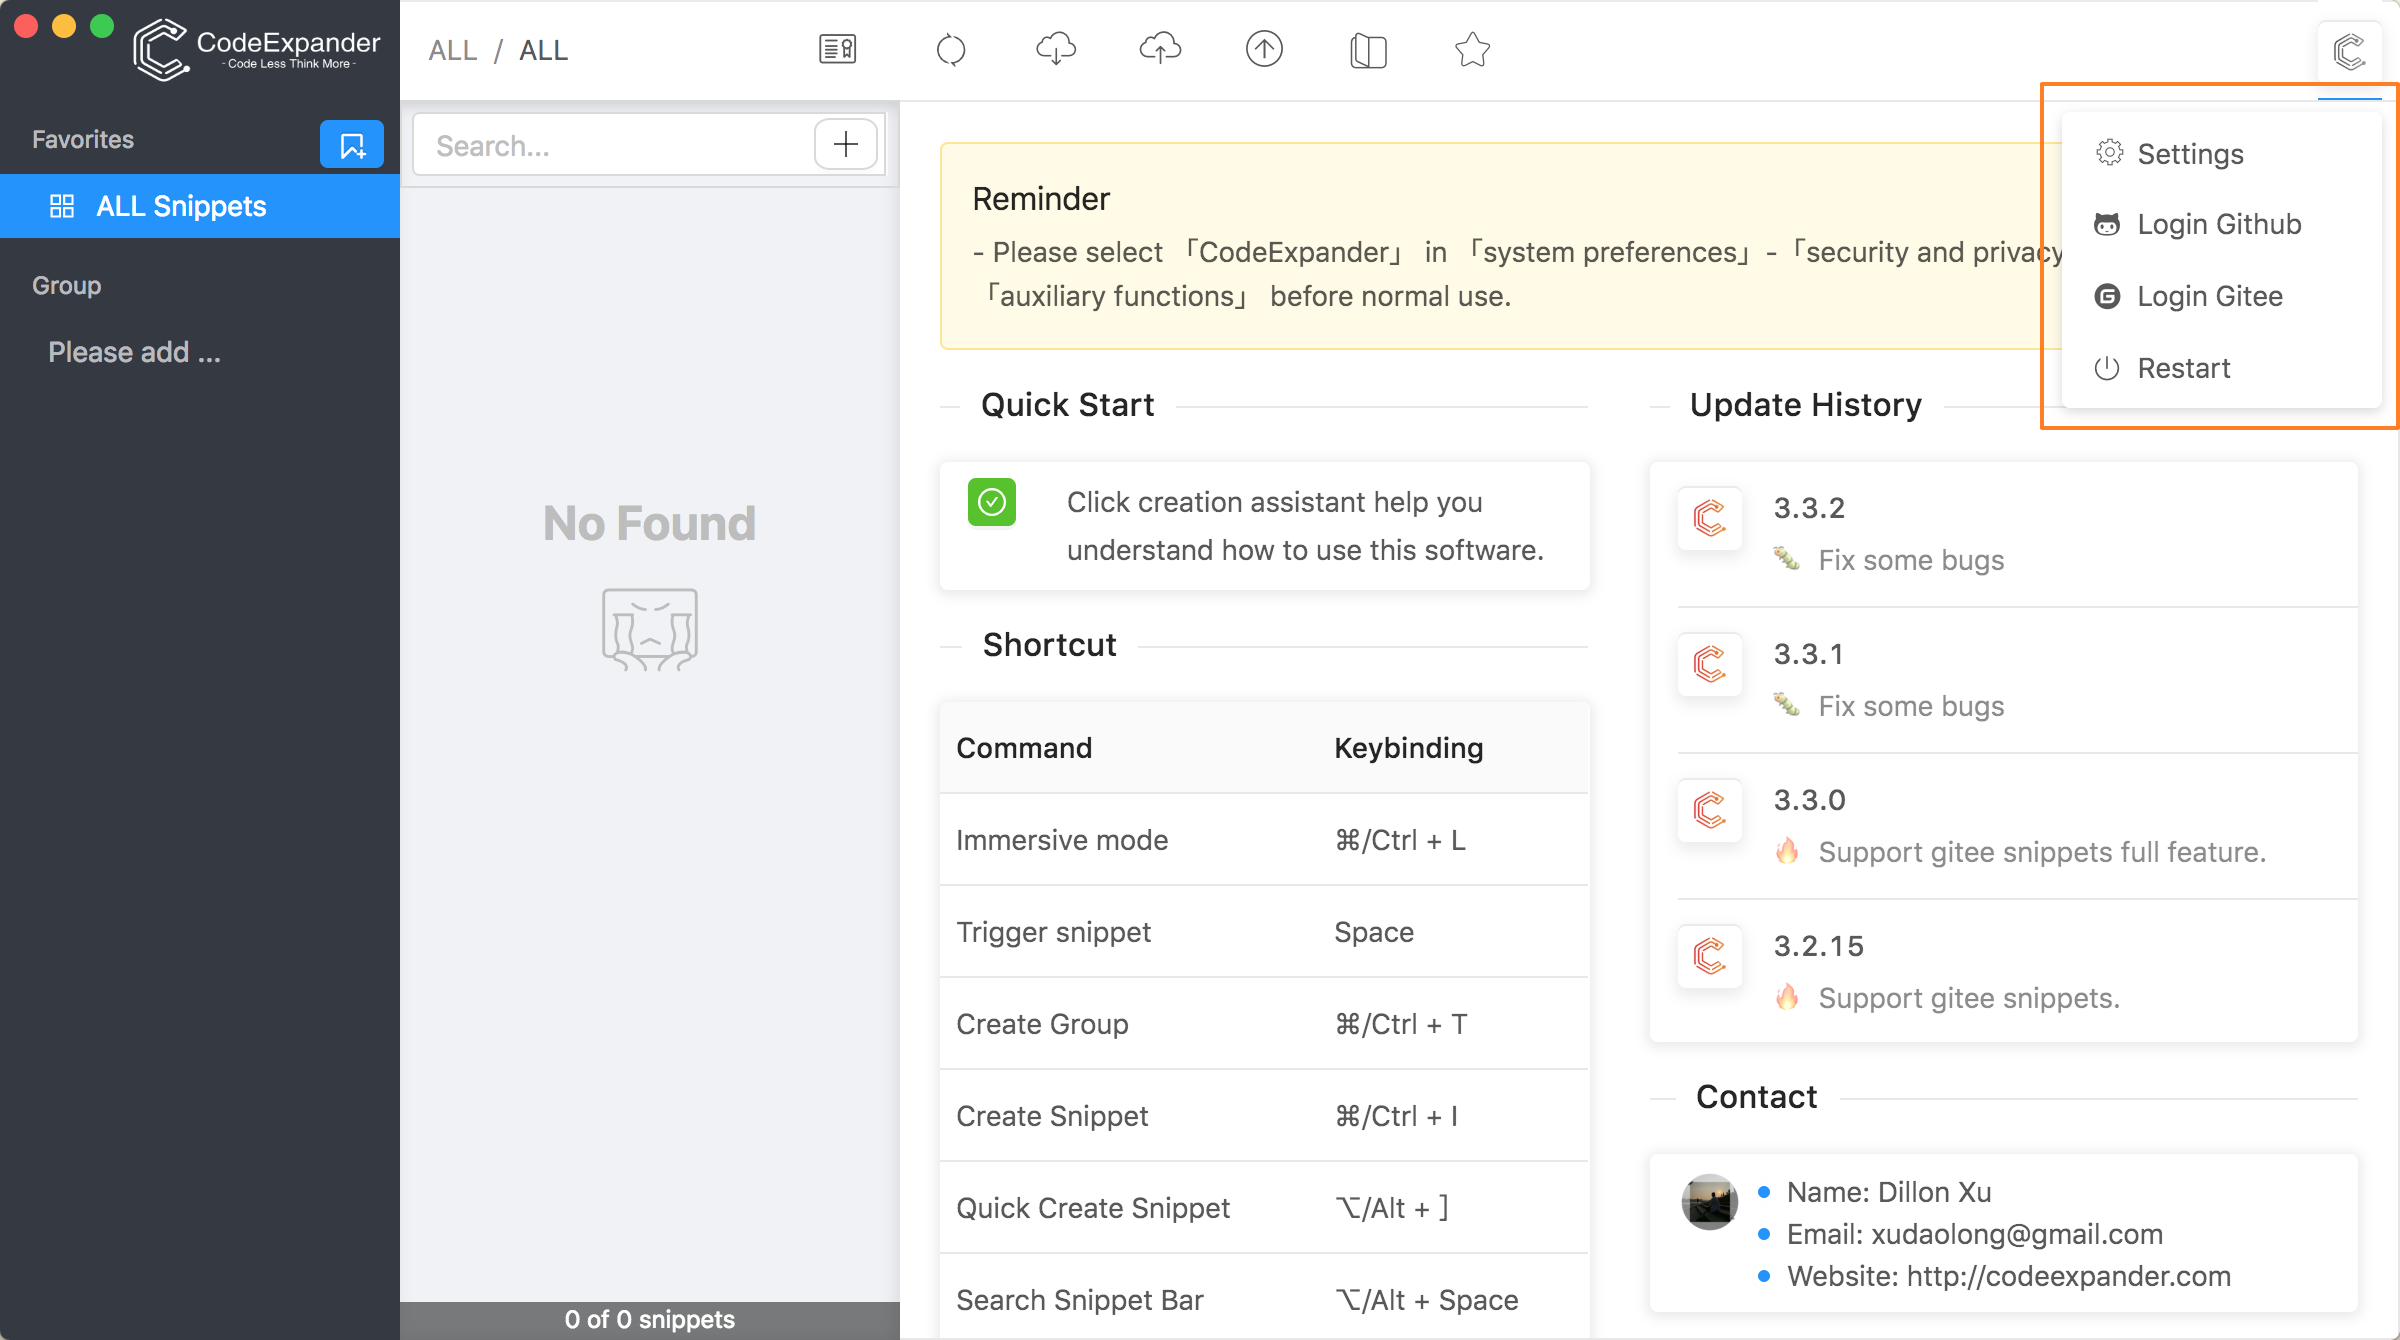 CodeExpander
- Code Less Think More -
Favorites
ALL Snippets
Group
Please add ...
ALL / ALL
Search...
No Found
0 of 0 snippets
Reminder
- Please select 「CodeExpander」 in 「system preferences」-「security and privacy
「auxiliary functions」 before normal use.
Quick Start
Click creation assistant help you
understand how to use this software.
Shortcut
Command Keybinding
Immersive mode ⌘/Ctrl + L
Trigger snippet Space
Create Group ⌘/Ctrl + T
Create Snippet ⌘/Ctrl + I
Quick Create Snippet ⌥/Alt + ]
Search Snippet Bar ⌥/Alt + Space
Settings
Login Github
Login Gitee
Restart
Update History
3.3.2
🐛 Fix some bugs
3.3.1
🐛 Fix some bugs
3.3.0
🔥 Support gitee snippets full feature.
3.2.15
🔥 Support gitee snippets.
Contact
Name: Dillon Xu
Email: xudaolong@gmail.com
Website: http://codeexpander.com